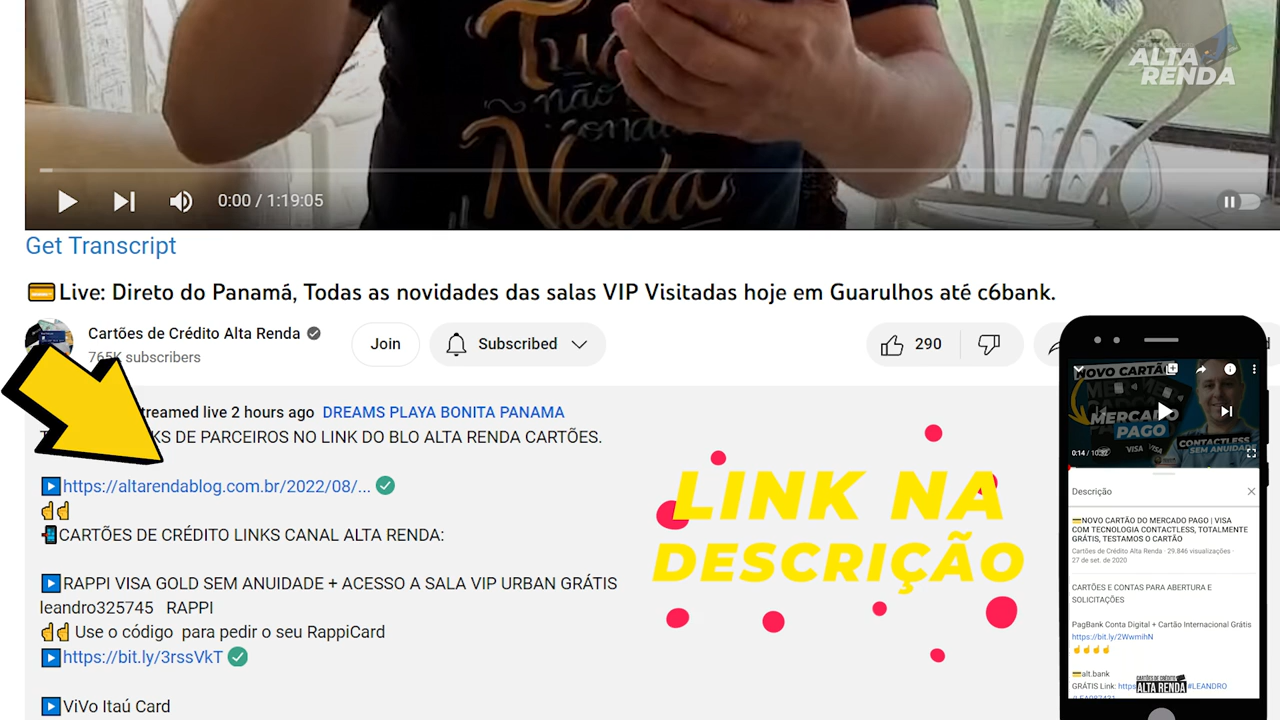 Tudo
não
cond
Nada
ALTA
RENDA
0:00 / 1:19:05
Get Transcript
Live: Direto do Panamá, Todas as novidades das salas VIP Visitadas hoje em Guarulhos até c6bank.
Cartões de Crédito Alta Renda
765K subscribers
Join
Subscribed
290
treamed live 2 hours ago DREAMS PLAYA BONITA PANAMA
KS DE PARCEIROS NO LINK DO BLO ALTA RENDA CARTÕES.
https://altarendablog.com.br/2022/08/...
CARTÕES DE CRÉDITO LINKS CANAL ALTA RENDA:
RAPPI VISA GOLD SEM ANUIDADE + ACESSO A SALA VIP URBAN GRÁTIS
leandro325745 RAPPI
Use o código para pedir o seu RappiCard
https://bit.ly/3rssVkT
ViVo Itaú Card
LINK NA
DESCRIÇÃO
NOVO CARTÃO
MERCADO
PAGO
VISA
CONTACTLESS
SEM ANUIDADE
Descrição
NOVO CARTÃO DO MERCADO PAGO | VISA
COM TECNOLOGIA CONTACTLESS, TOTALMENTE
GRÁTIS, TESTAMOS O CARTÃO
Cartões de Crédito Alta Renda · 29.846 visualizações ·
27 de set. de 2020
CARTÕES E CONTAS PARA ABERTURA E
SOLICITAÇÕES
PagBank Conta Digital + Cartão Internacional Grátis
https://bit.ly/2WwmihN
alt.bank
GRÁTIS Link: https #LEANDRO
CARTÕES DE CRÉDITO
ALTA RENDA